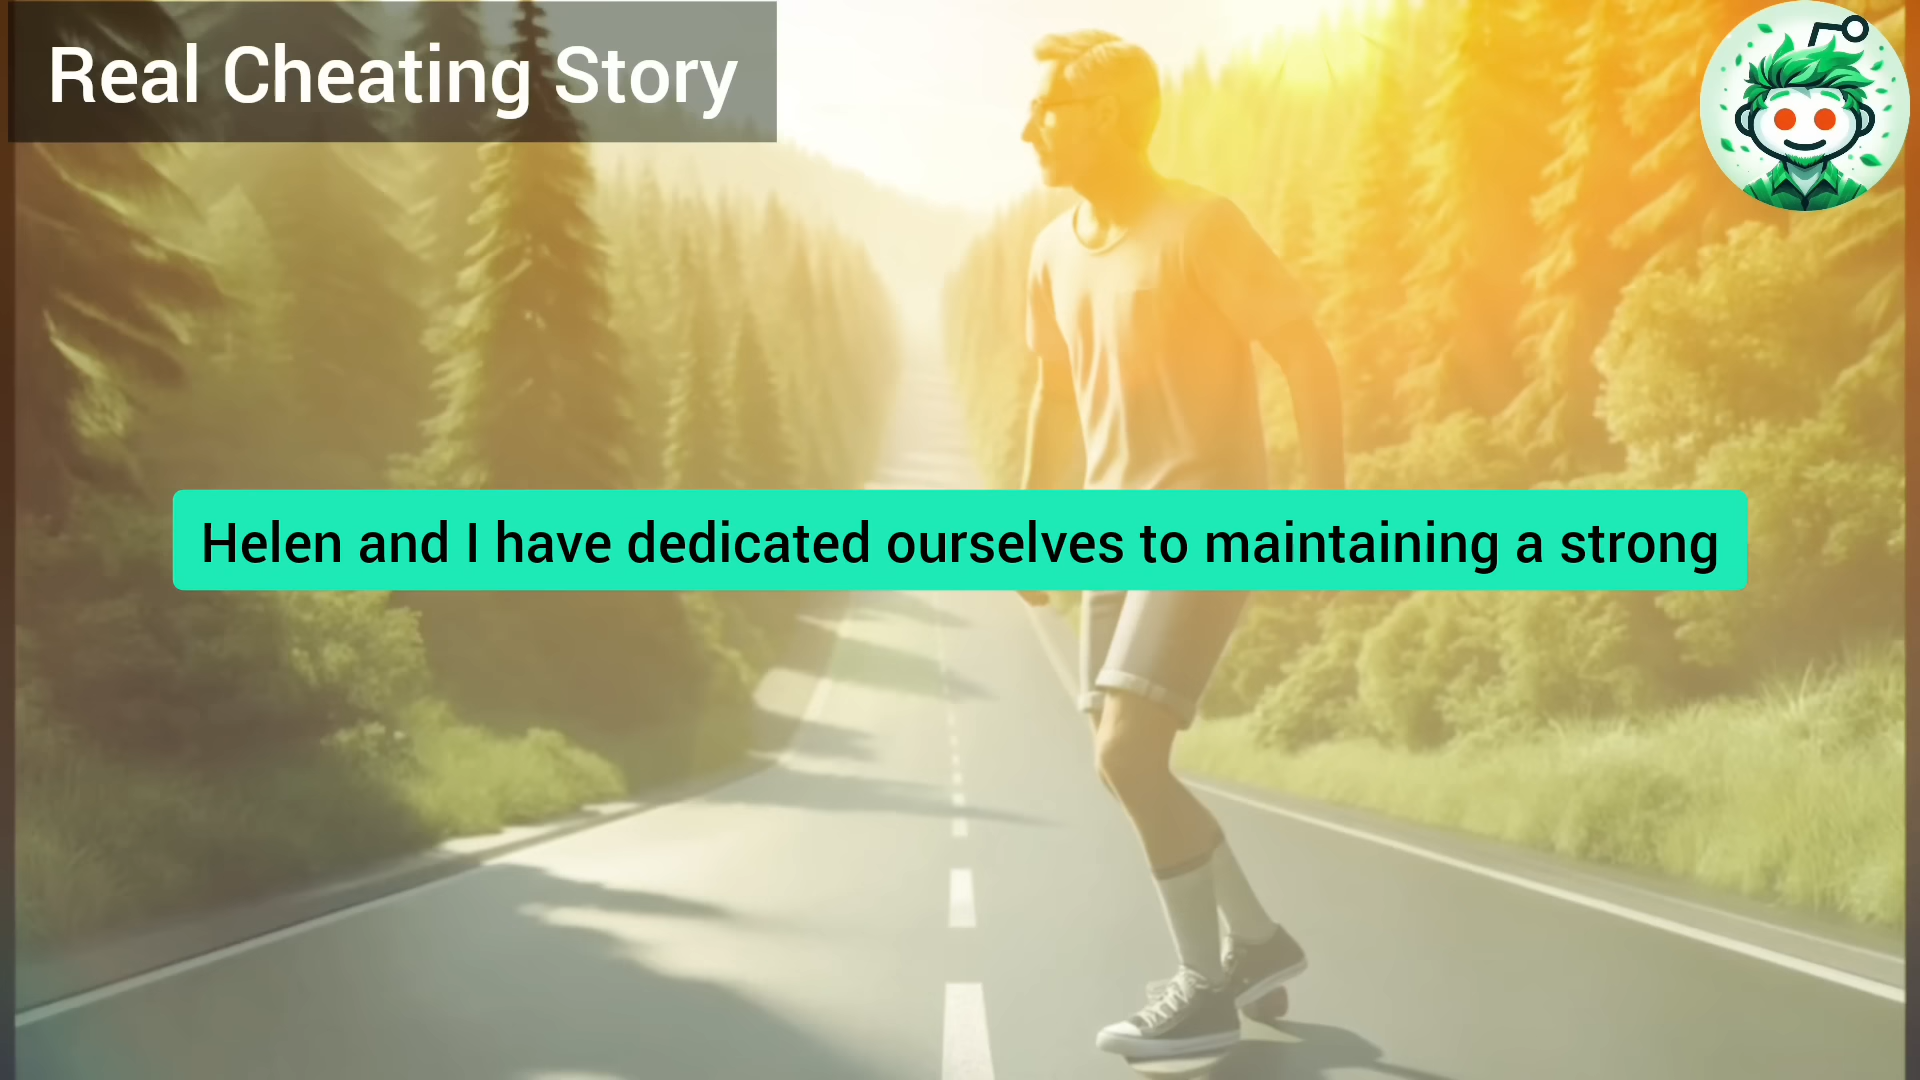 Real Cheating Story
Helen and I have dedicated ourselves to maintaining a strong